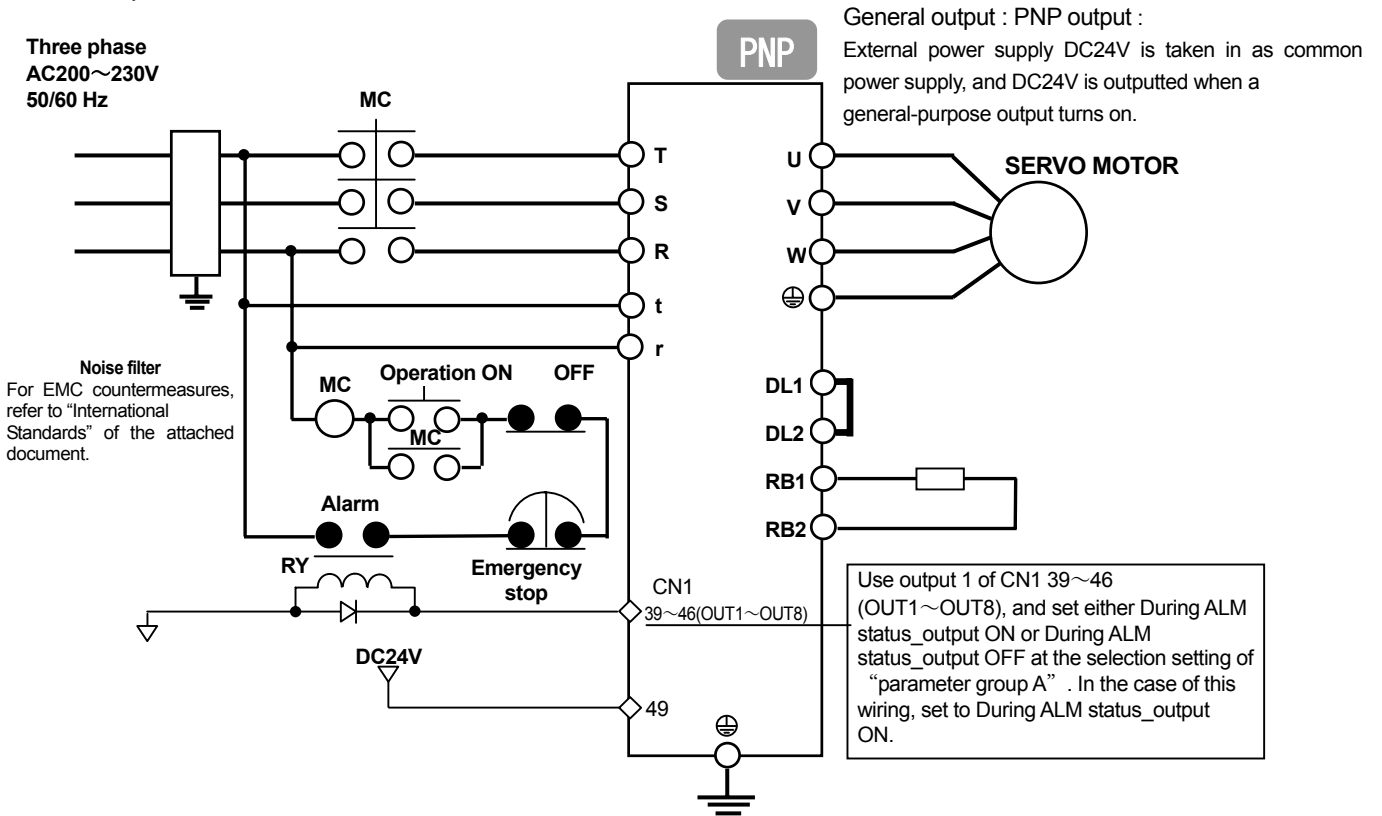 General output : PNP output :
External power supply DC24V is taken in as common
power supply, and DC24V is outputted when a
general-purpose output turns on.
PNP
Three phase
AC200～230V
50/60 Hz
MC
T
S
R
t
r
U
V
W
SERVO MOTOR
Noise filter
For EMC countermeasures,
refer to “International
Standards” of the attached
document.
MC
Operation ON
OFF
MC
DL1
DL2
RB1
RB2
Alarm
RY
Emergency
stop
CN1
39～46(OUT1～OUT8)
DC24V
49
Use output 1 of CN1 39～46
(OUT1～OUT8), and set either During ALM
status_output ON or During ALM
status_output OFF at the selection setting of
“parameter group A”. In the case of this
wiring, set to During ALM status_output
ON.